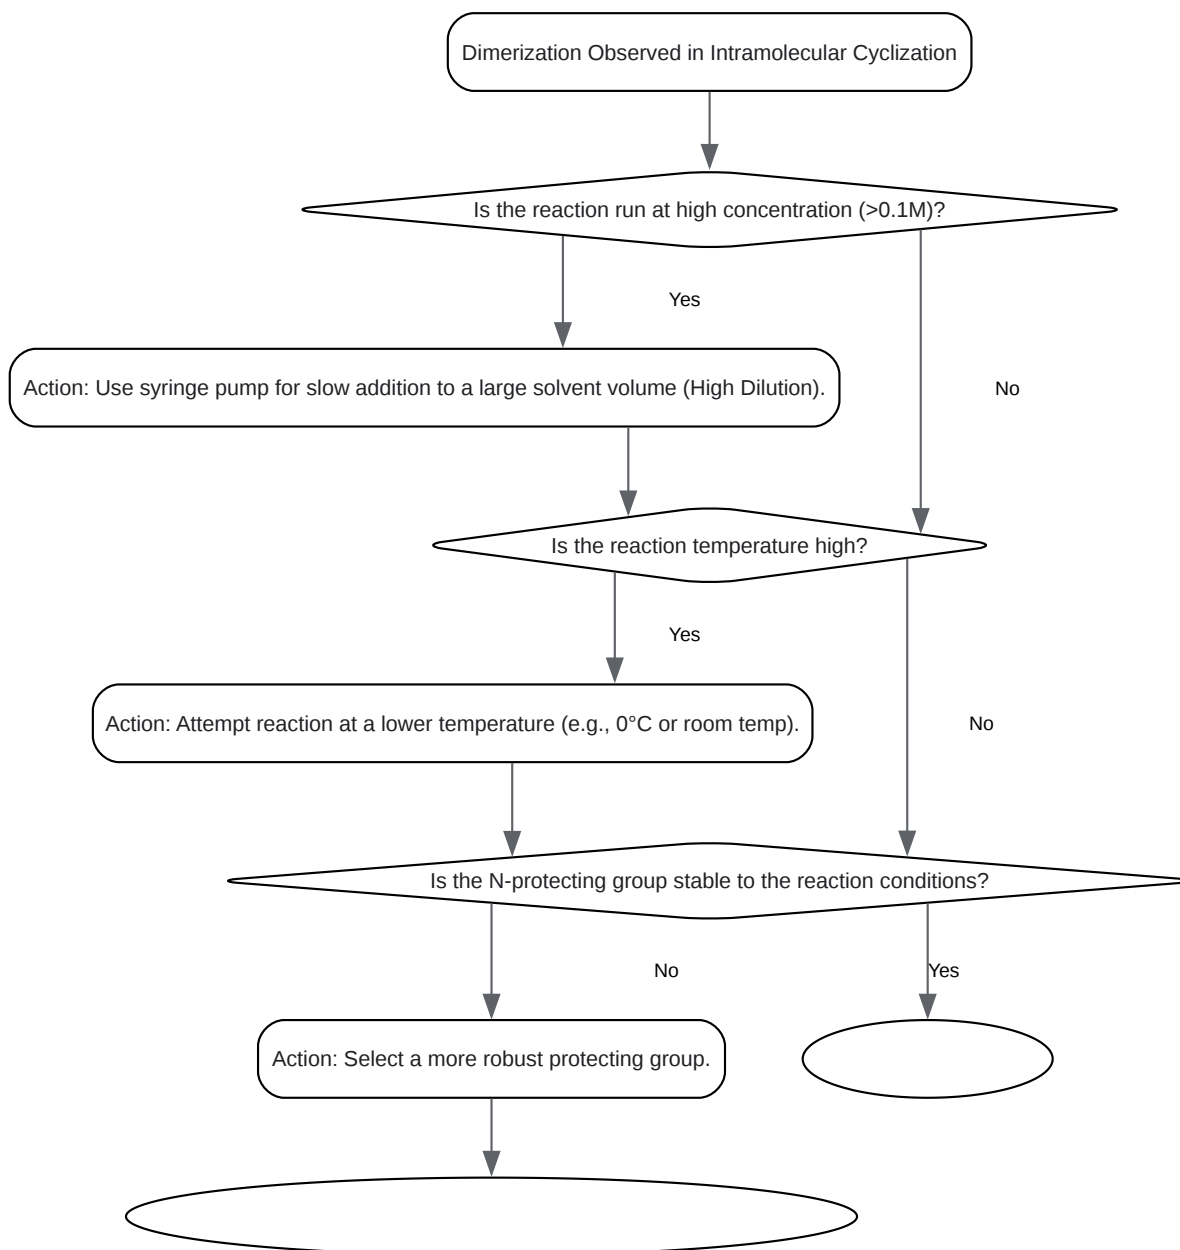 Dimerization Observed in Intramolecular Cyclization
Is the reaction run at high concentration (>0.1M)?
Yes
Action: Use syringe pump for slow addition to a large solvent volume (High Dilution).
No
Is the reaction temperature high?
Yes
Action: Attempt reaction at a lower temperature (e.g., 0°C or room temp).
No
Is the N-protecting group stable to the reaction conditions?
No
Yes
Action: Select a more robust protecting group.